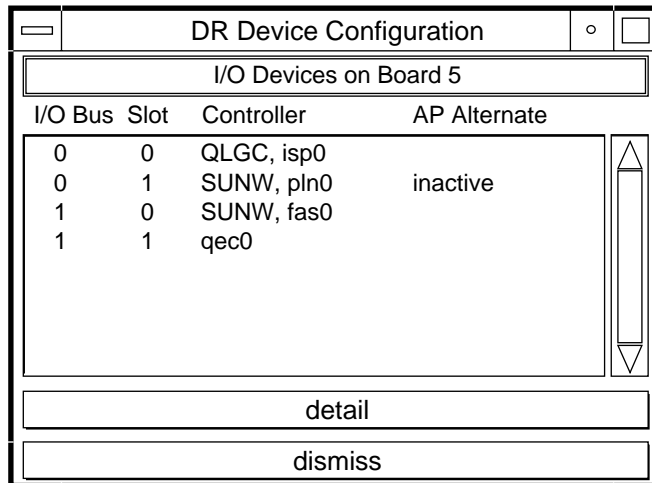 DR Device Configuration
I/O Devices on Board 5
I/O Bus Slot Controller AP Alternate
0 0 QLGC, isp0
0 1 SUNW, pln0 inactive
1 0 SUNW, fas0
1 1 qec0
detail
dismiss